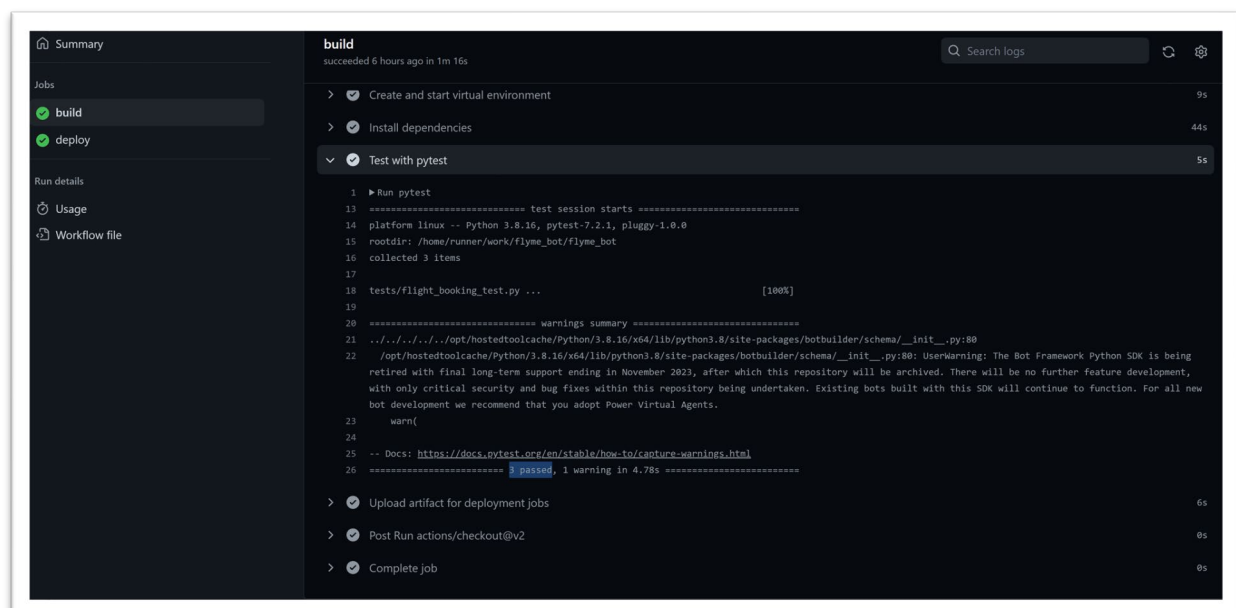 Summary
Jobs
build
deploy
Run details
Usage
Workflow file
build
succeeded 6 hours ago in 1m 16s
Search logs
Create and start virtual environment 9s
Install dependencies 44s
Test with pytest 5s
1 Run pytest
13 ============================= test session starts ==============================
14 platform linux -- Python 3.8.16, pytest-7.2.1, pluggy-1.0.0
15 rootdir: /home/runner/work/flyme_bot/flyme_bot
16 collected 3 items
17
18 tests/flight_booking_test.py ... [100%]
19
20 =============================== warnings summary ===============================
21 ../../../../../opt/hostedtoolcache/Python/3.8.16/x64/lib/python3.8/site-packages/botbuilder/schema/__init__.py:80
22 /opt/hostedtoolcache/Python/3.8.16/x64/lib/python3.8/site-packages/botbuilder/schema/__init__.py:80: UserWarning: The Bot Framework Python SDK is being
retired with final long-term support ending in November 2023, after which this repository will be archived. There will be no further feature development,
with only critical security and bug fixes within this repository being undertaken. Existing bots built with this SDK will continue to function. For all new
bot development we recommend that you adopt Power Virtual Agents.
23 warn(
24
25 -- Docs: https://docs.pytest.org/en/stable/how-to/capture-warnings.html
26 ========================= 3 passed, 1 warning in 4.78s =========================
Upload artifact for deployment jobs 6s
Post Run actions/checkout@v2 0s
Complete job 0s